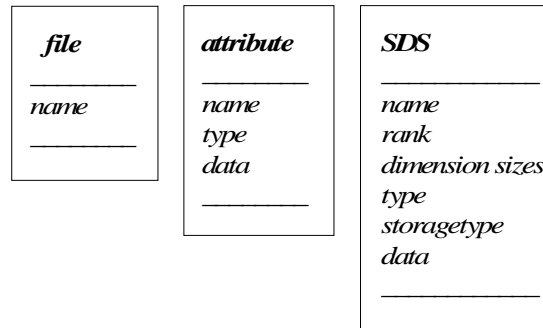 file
name
attribute
name
type
data
SDS
name
rank
dimension sizes
type
storagetype
data